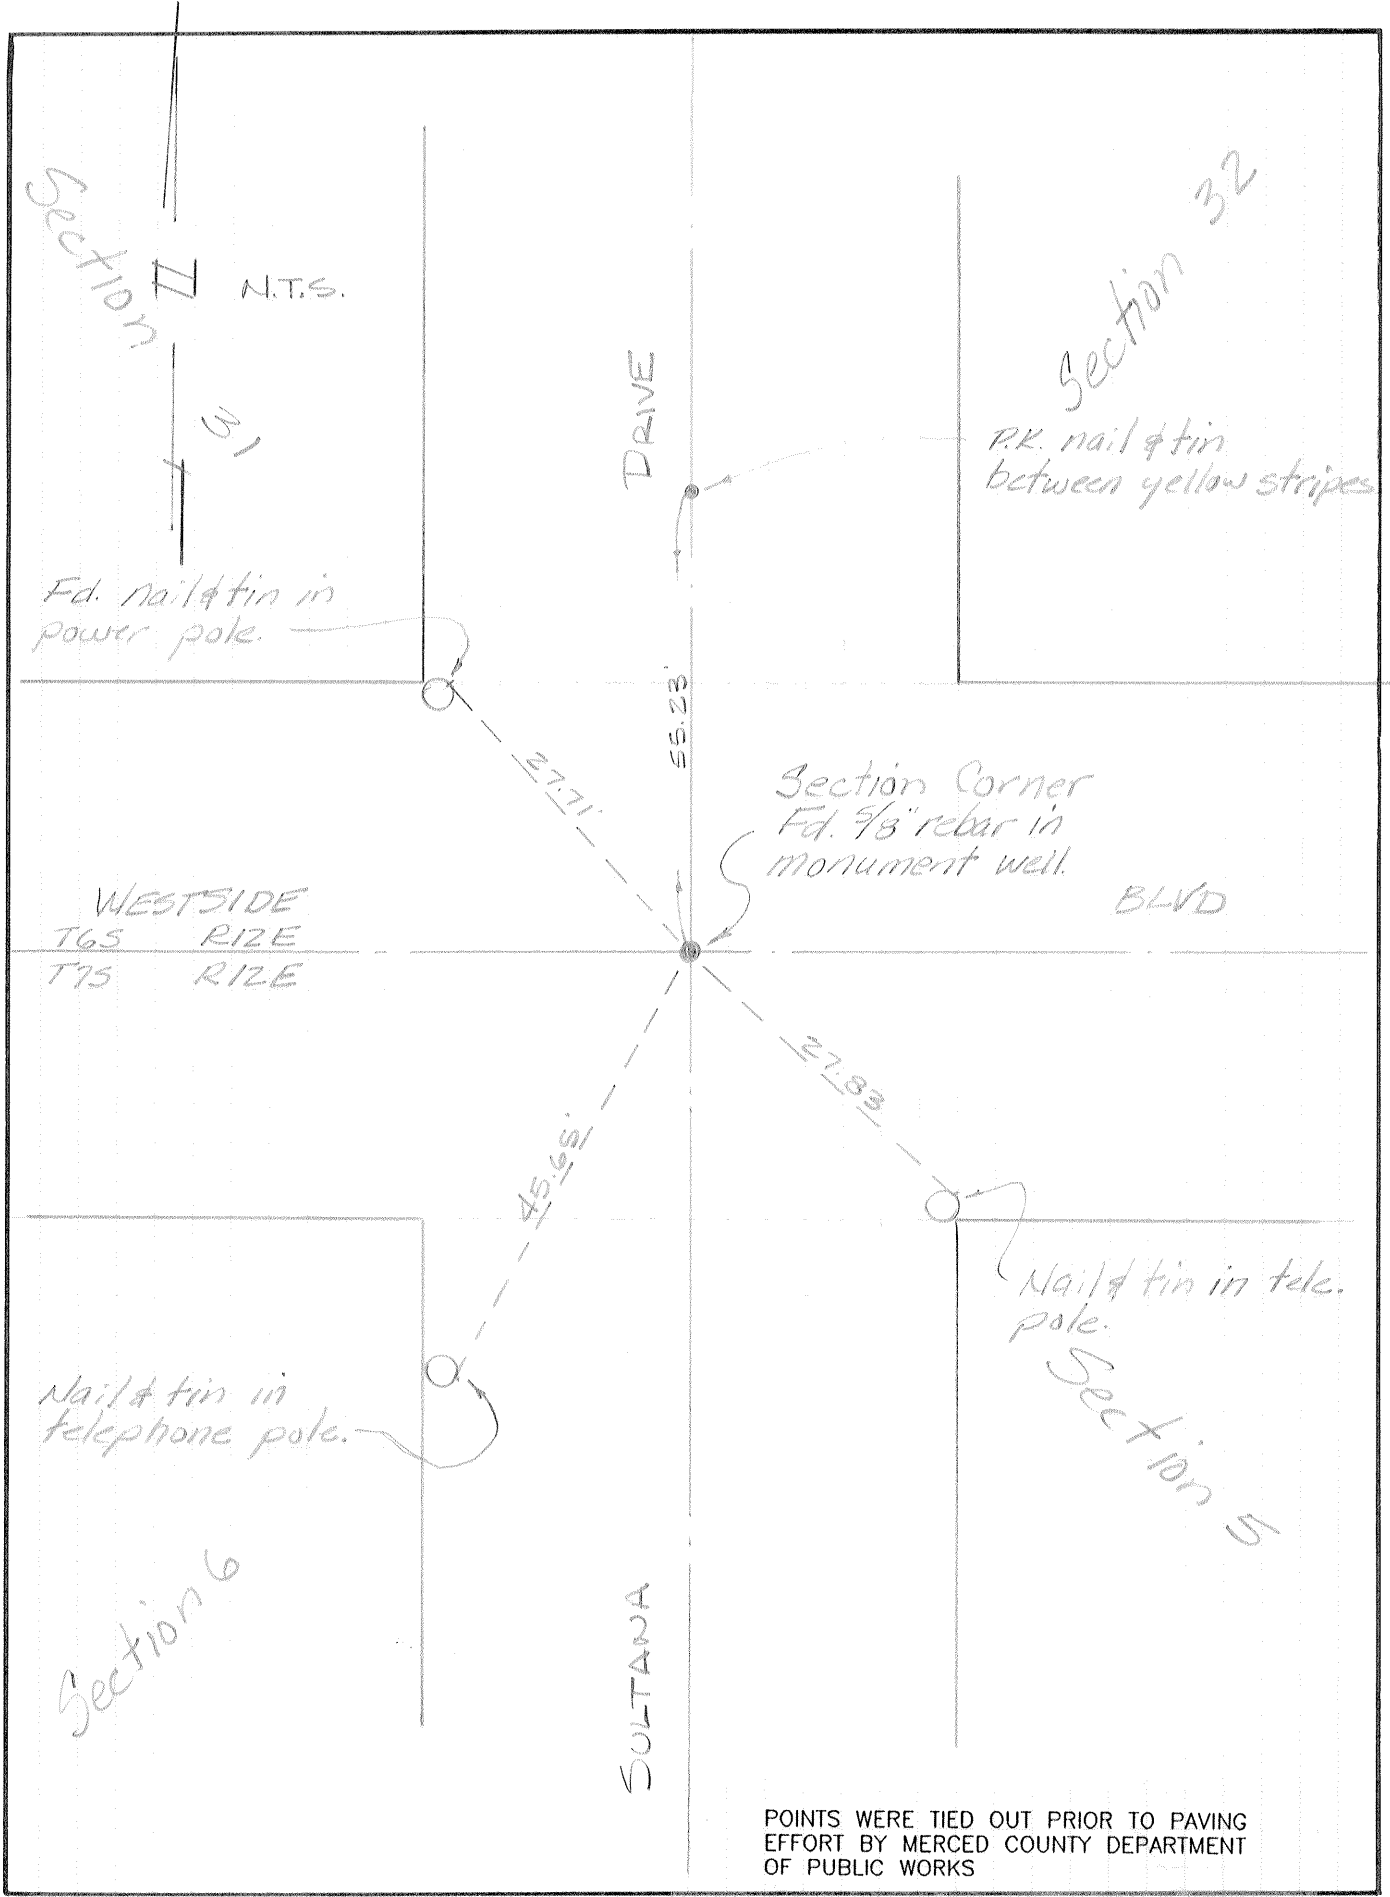 Section 31
N
N.T.S.
Section 32
DRIVE
P.K. nail & tin
between yellow stripes
Fd. nail & tin in
power pole.
55.23'
27.71'
Section Corner
Fd. 5/8" rebar in
monument well.
WESTSIDE
BLVD
T6S R12E
T7S R12E
27.83
45.65'
Nail & tin in tele.
pole.
Nail & tin in
telephone pole.
Section 5
Section 6
SULTANA
POINTS WERE TIED OUT PRIOR TO PAVING
EFFORT BY MERCED COUNTY DEPARTMENT
OF PUBLIC WORKS